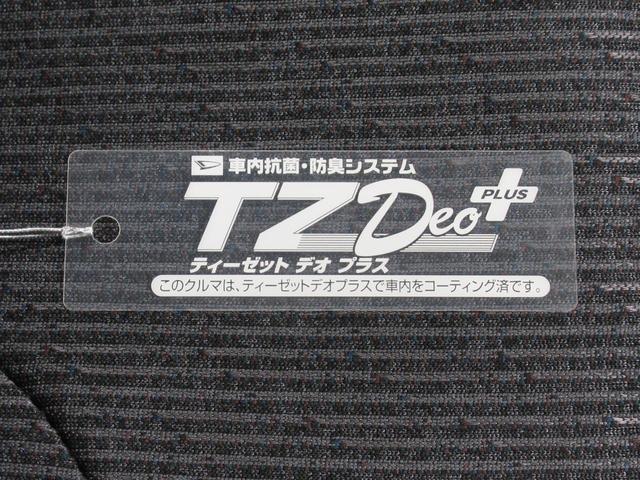 車内抗菌・防臭システム
TZ Deo PLUS
ティーゼット デオ プラス
このクルマは、ティーゼットデオプラスで車内をコーティング済です。